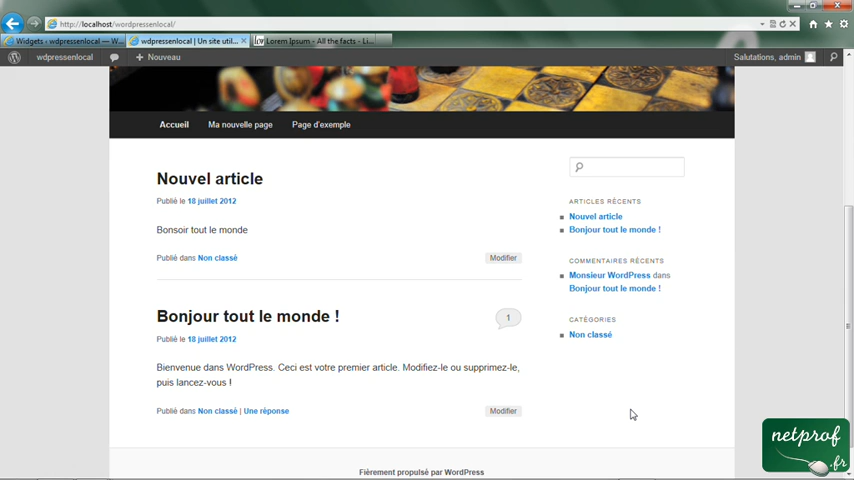 http://localhost/wordpressenlocal/
Widgets ‹ wdpressenlocal — W...
wdpressenlocal | Un site util...
Lorem Ipsum - All the facts - Li...
wdpressenlocal
Nouveau
Salutations, admin
Accueil
Ma nouvelle page
Page d'exemple
Nouvel article
Publié le 18 juillet 2012
Bonsoir tout le monde
Publié dans Non classé
Modifier
Bonjour tout le monde !
1
Publié le 18 juillet 2012
Bienvenue dans WordPress. Ceci est votre premier article. Modifiez-le ou supprimez-le,
puis lancez-vous !
Publié dans Non classé | Une réponse
Modifier
ARTICLES RÉCENTS
Nouvel article
Bonjour tout le monde !
COMMENTAIRES RÉCENTS
Monsieur WordPress dans
Bonjour tout le monde !
CATÉGORIES
Non classé
Fièrement propulsé par WordPress
netprof
.fr